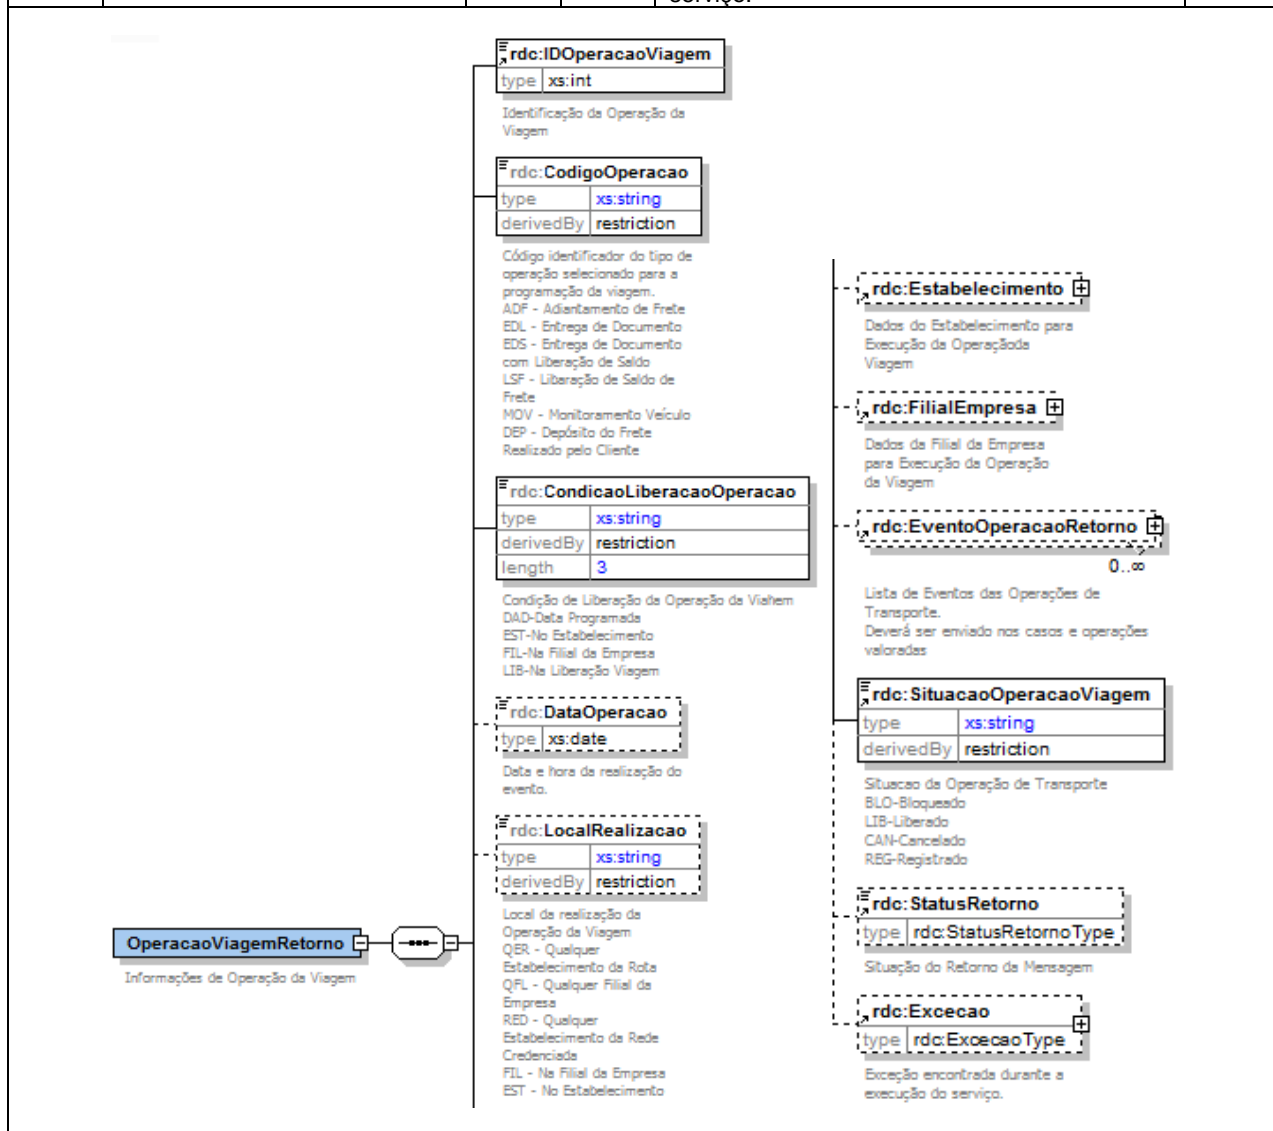 serviço.
rdc:IDOperacaoViagem
type xs:int
Identificação da Operação da
Viagem
rdc:CodigoOperacao
type xs:string
derivedBy restriction
Código identificador do tipo de
operação selecionado para a
programação da viagem.
ADF - Adiantamento de Frete
EDL - Entrega de Documento
EDS - Entrega de Documento
com Liberação de Saldo
LSF - Libaração de Saldo de
Frete
MOV - Monitoramento Veículo
DEP - Depósito do Frete
Realizado pelo Cliente
rdc:CondicaoLiberacaoOperacao
type xs:string
derivedBy restriction
length 3
Condição de Liberação da Operação da Viahem
DAD-Data Programada
EST-No Estabelecimento
FIL-Na Filial da Empresa
LIB-Na Liberação Viagem
rdc:DataOperacao
type xs:date
Data e hora da realização do
evento.
rdc:LocalRealizacao
type xs:string
derivedBy restriction
Local da realização da
Operação da Viagem
QER - Qualquer
Estabelecimento da Rota
QFL - Qualquer Filial da
Empresa
RED - Qualquer
Estabelecimento da Rede
Credenciada
FIL - Na Filial da Empresa
EST - No Estabelecimento
OperacaoViagemRetorno
Informações de Operação da Viagem
rdc:Estabelecimento
Dados do Estabelecimento para
Execução da Operaçãoda
Viagem
rdc:FilialEmpresa
Dados da Filial da Empresa
para Execução da Operação
da Viagem
rdc:EventoOperacaoRetorno
0..∞
Lista de Eventos das Operações de
Transporte.
Deverá ser enviado nos casos e operações
valoradas
rdc:SituacaoOperacaoViagem
type xs:string
derivedBy restriction
Situacao da Operação de Transporte
BLO-Bloqueado
LIB-Liberado
CAN-Cancelado
REG-Registrado
rdc:StatusRetorno
type rdc:StatusRetornoType
Situação do Retorno da Mensagem
rdc:Excecao
type rdc:ExcecaoType
Exceção encontrada durante a
execução do serviço.